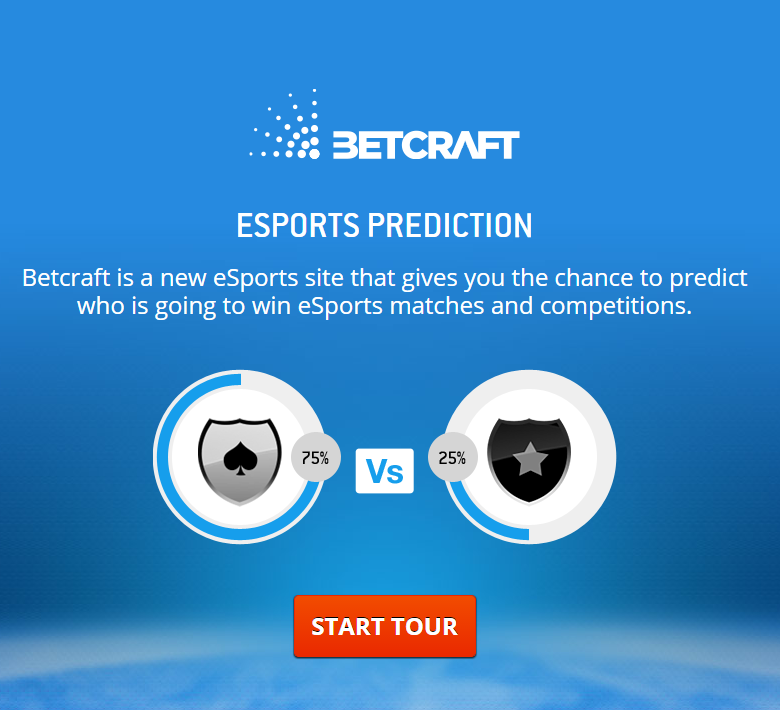 BETCRAFT
ESPORTS PREDICTION
Betcraft is a new eSports site that gives you the chance to predict
who is going to win eSports matches and competitions.
75% Vs 25%
START TOUR